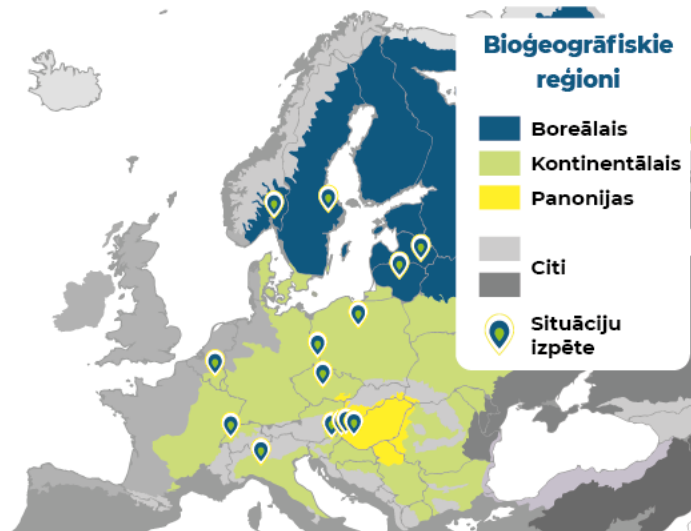 Bioģeogrāfiskie
reģioni
Boreālais
Kontinentālais
Panonijas
Citi
Situāciju
izpēte